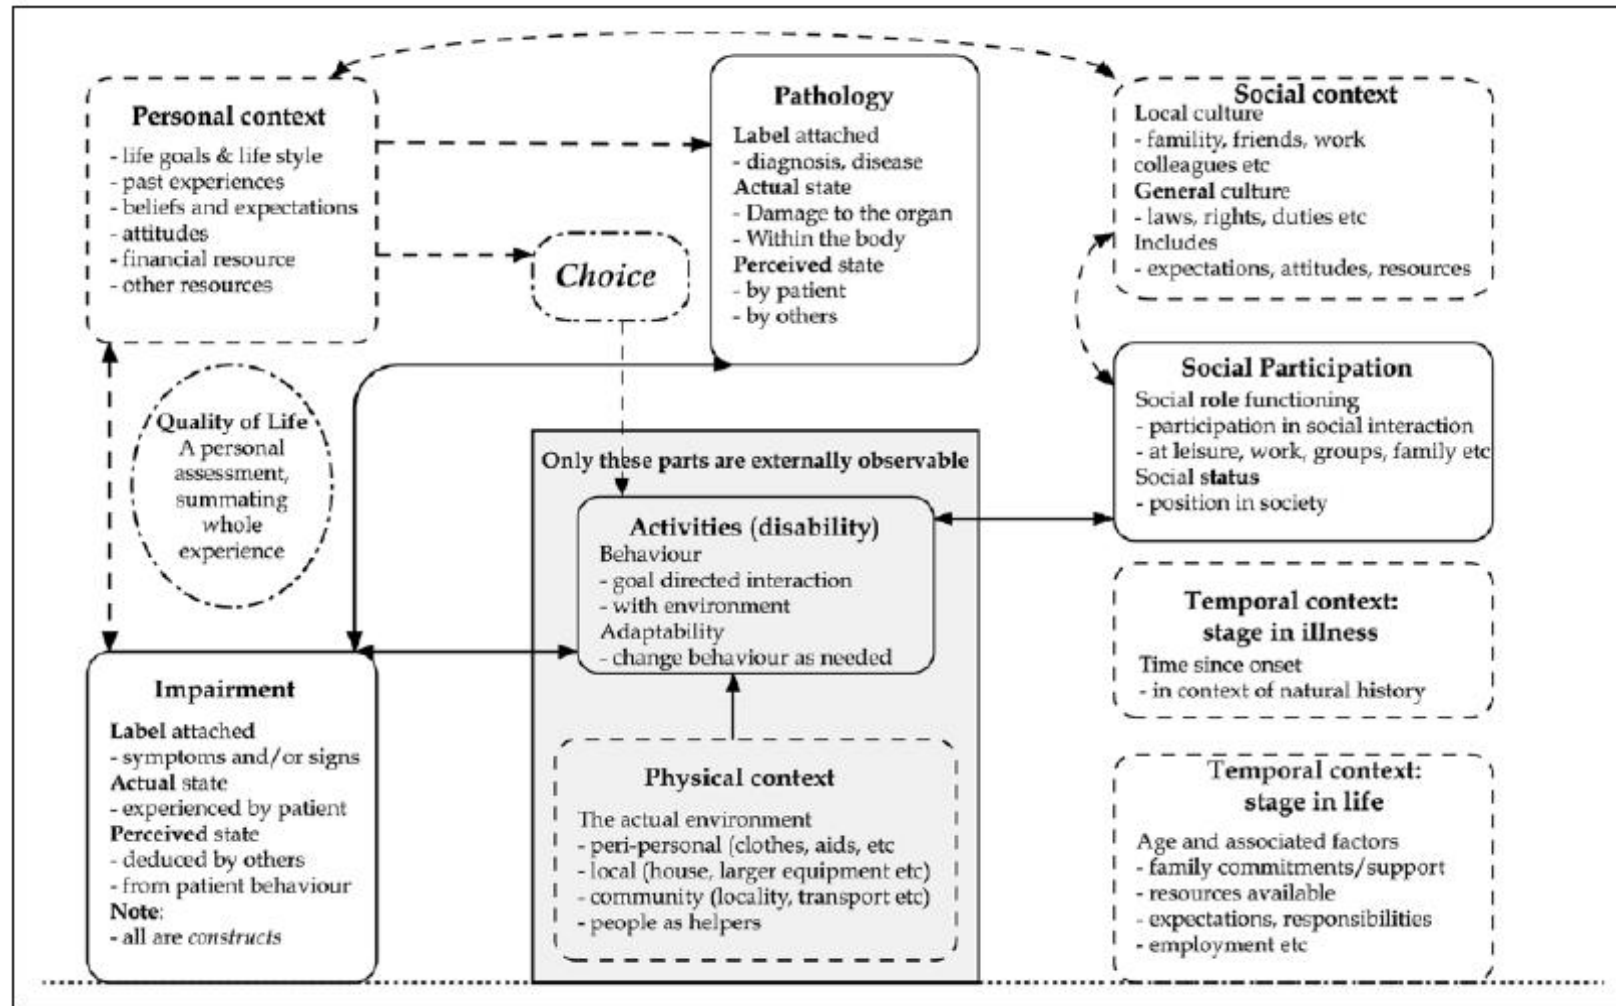 Personal context
- life goals & life style
- past experiences
- beliefs and expectations
- attitudes
- financial resource
- other resources
Choice
Pathology
Label attached
- diagnosis, disease
Actual state
- Damage to the organ
- Within the body
Perceived state
- by patient
- by others
Social context
Local culture
- famility, friends, work
colleagues etc
General culture
- laws, rights, duties etc
Includes
- expectations, attitudes, resources
Quality of Life
A personal
assessment,
summating
whole
experience
Social Participation
Social role functioning
- participation in social interaction
- at leisure, work, groups, family etc
Social status
- position in society
Only these parts are externally observable
Activities (disability)
Behaviour
- goal directed interaction
- with environment
Adaptability
- change behaviour as needed
Temporal context:
stage in illness
Time since onset
- in context of natural history
Impairment
Label attached
- symptoms and/or signs
Actual state
- experienced by patient
Perceived state
- deduced by others
- from patient behaviour
Note:
- all are constructs
Physical context
The actual environment
- peri-personal (clothes, aids, etc
- local (house, larger equipment etc)
- community (locality, transport etc)
- people as helpers
Temporal context:
stage in life
Age and associated factors
- family commitments/support
- resources available
- expectations, responsibilities
- employment etc